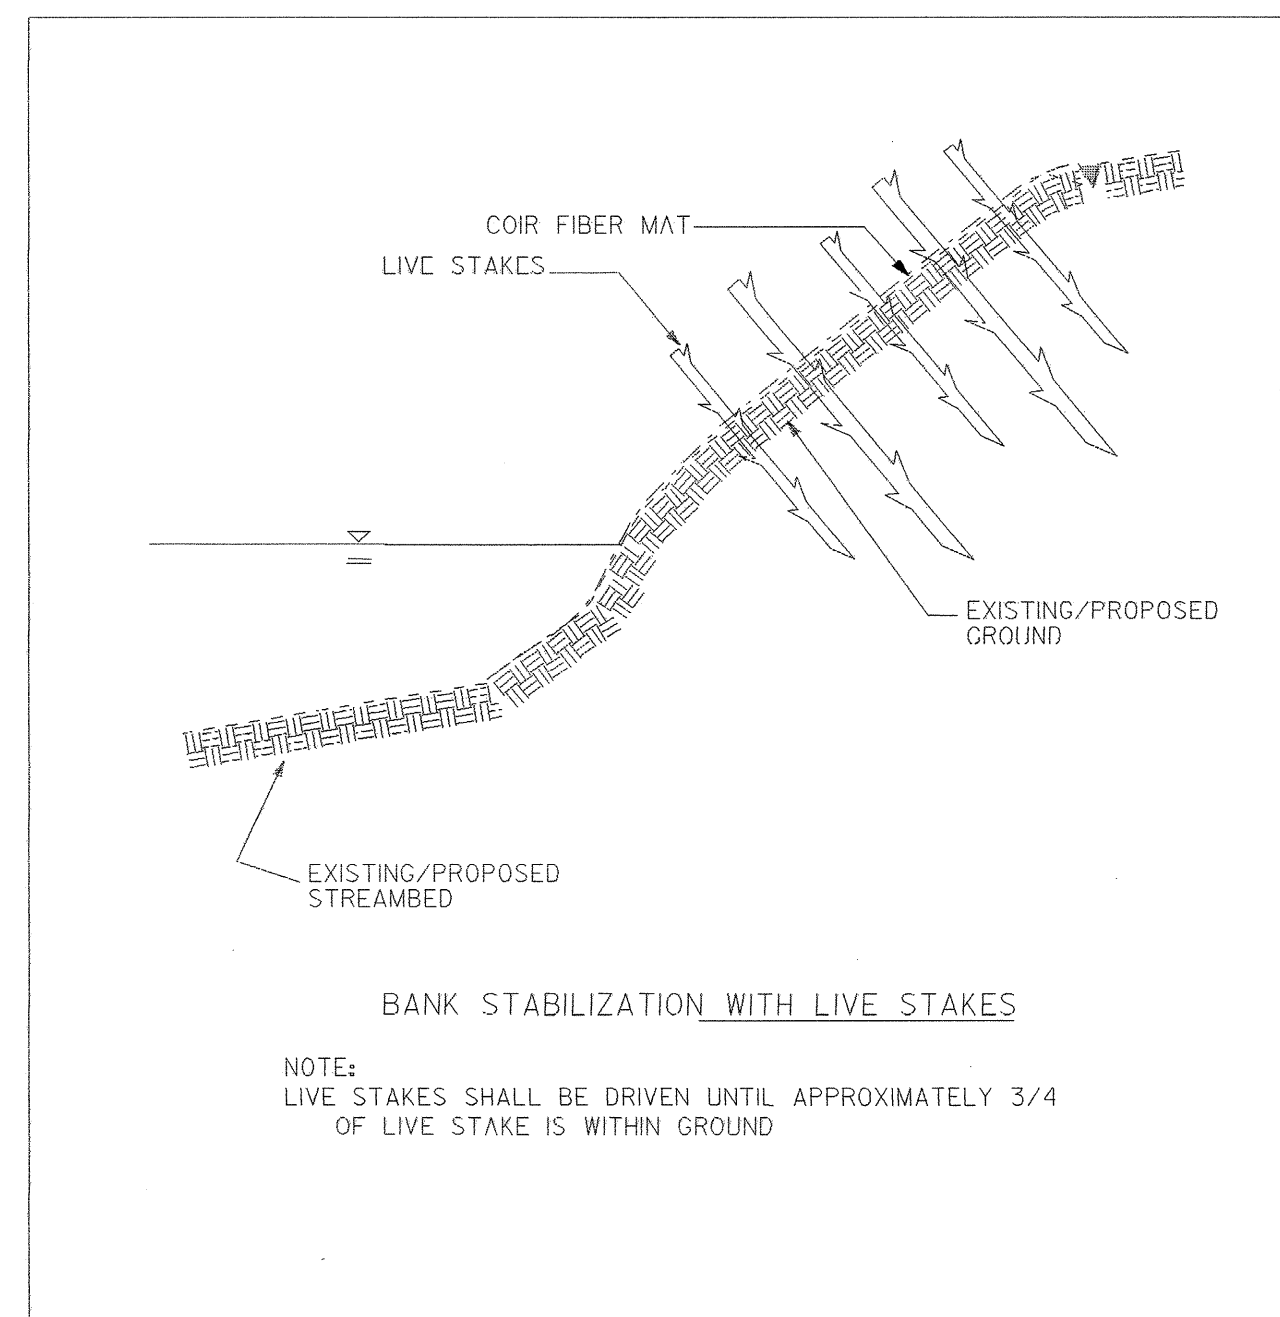 COIR FIBER MAT
LIVE STAKES
EXISTING/PROPOSED
GROUND
EXISTING/PROPOSED
STREAMBED
BANK STABILIZATION WITH LIVE STAKES
NOTE:
LIVE STAKES SHALL BE DRIVEN UNTIL APPROXIMATELY 3/4
OF LIVE STAKE IS WITHIN GROUND